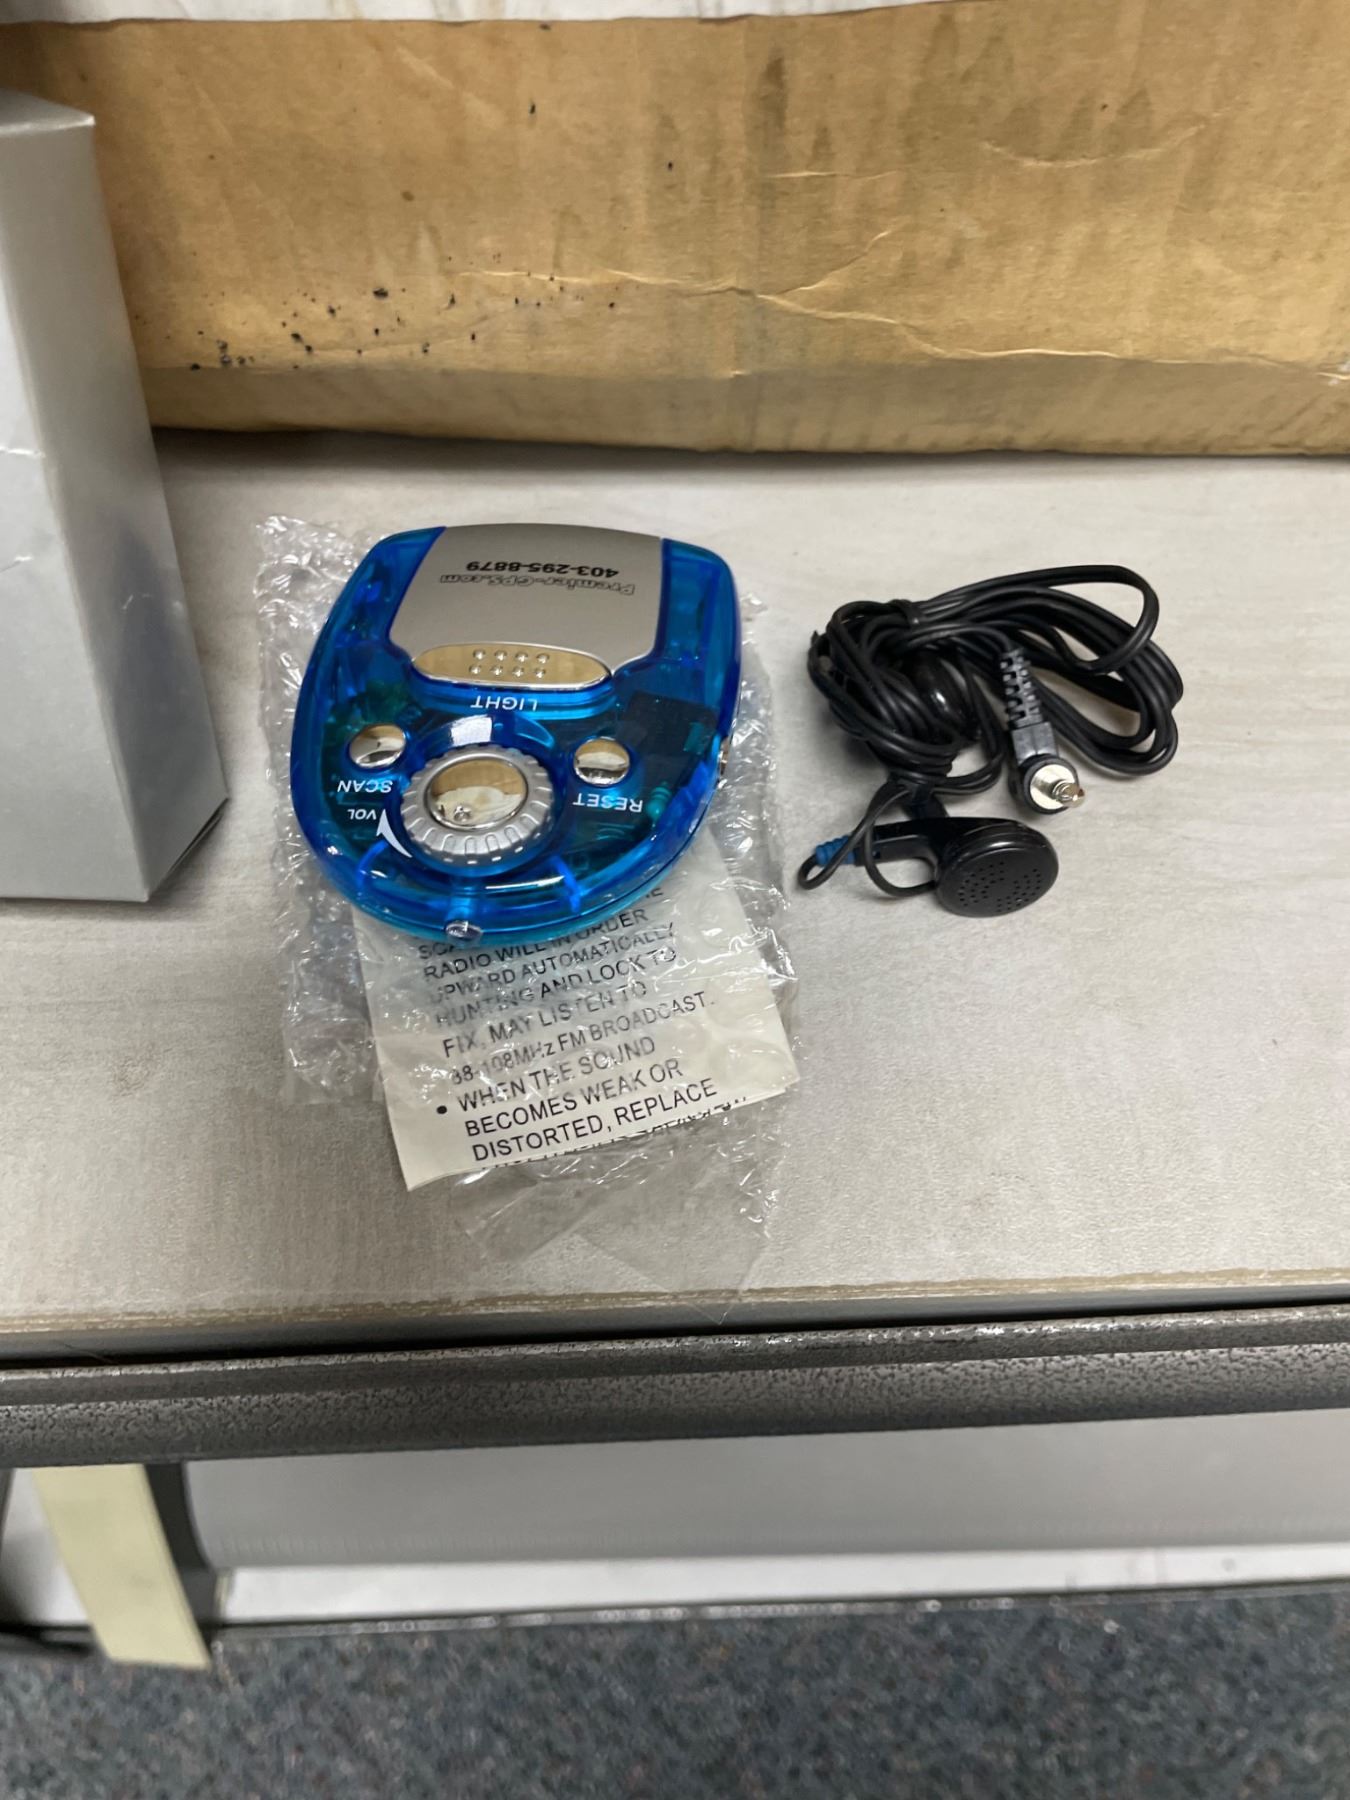 Premier-GPS.com
403-295-8879
LIGHT
SCAN
RESET
VOL
RADIO WILL IN ORDER
UPWARD AUTOMATICALLY
HUNTING AND LOCK TO
FIX, MAY LISTEN TO
88-108MHz FM BROADCAST.
• WHEN THE SOUND
BECOMES WEAK OR
DISTORTED, REPLACE